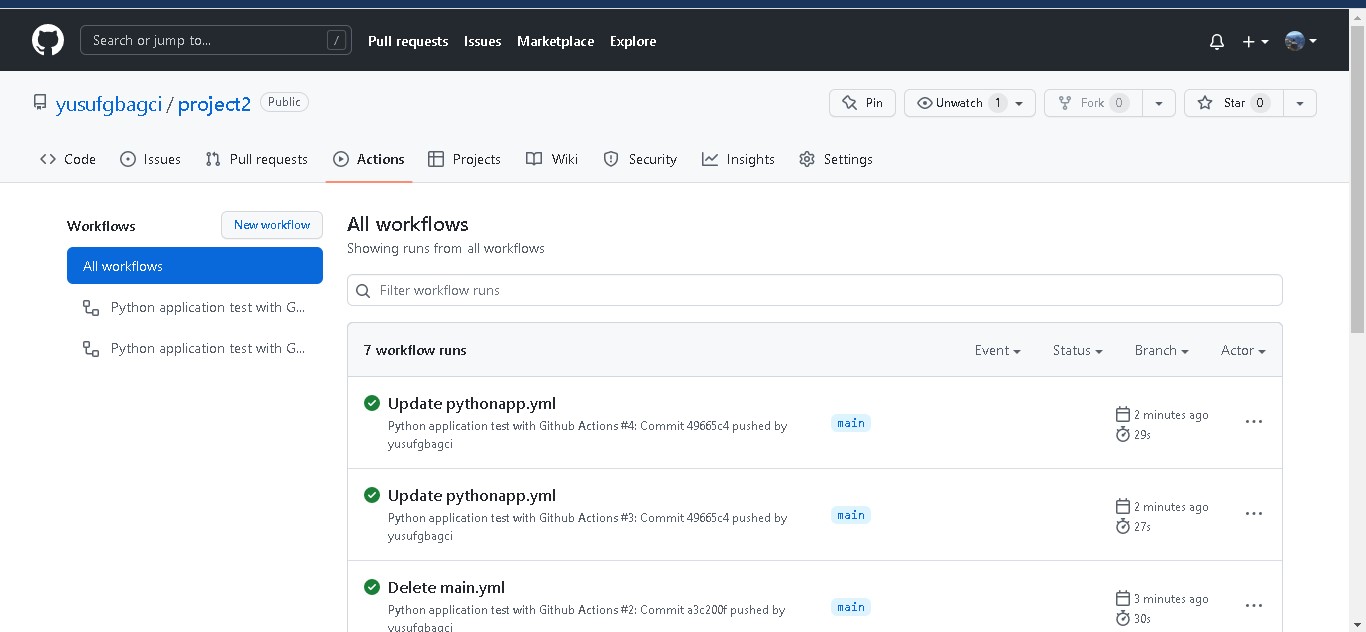 Search or jump to... /
Pull requests Issues Marketplace Explore
yusufgbagci / project2 Public
Pin Unwatch 1 Fork 0 Star 0
Code Issues Pull requests Actions Projects Wiki Security Insights Settings
Workflows New workflow
All workflows
Python application test with G...
Python application test with G...
All workflows
Showing runs from all workflows
Filter workflow runs
7 workflow runs Event Status Branch Actor
Update pythonapp.yml
Python application test with Github Actions #4: Commit 49665c4 pushed by
yusufgbagci
main
2 minutes ago
29s
Update pythonapp.yml
Python application test with Github Actions #3: Commit 49665c4 pushed by
yusufgbagci
main
2 minutes ago
27s
Delete main.yml
Python application test with Github Actions #2: Commit a3c200f pushed by
yusufgbagci
main
3 minutes ago
30s